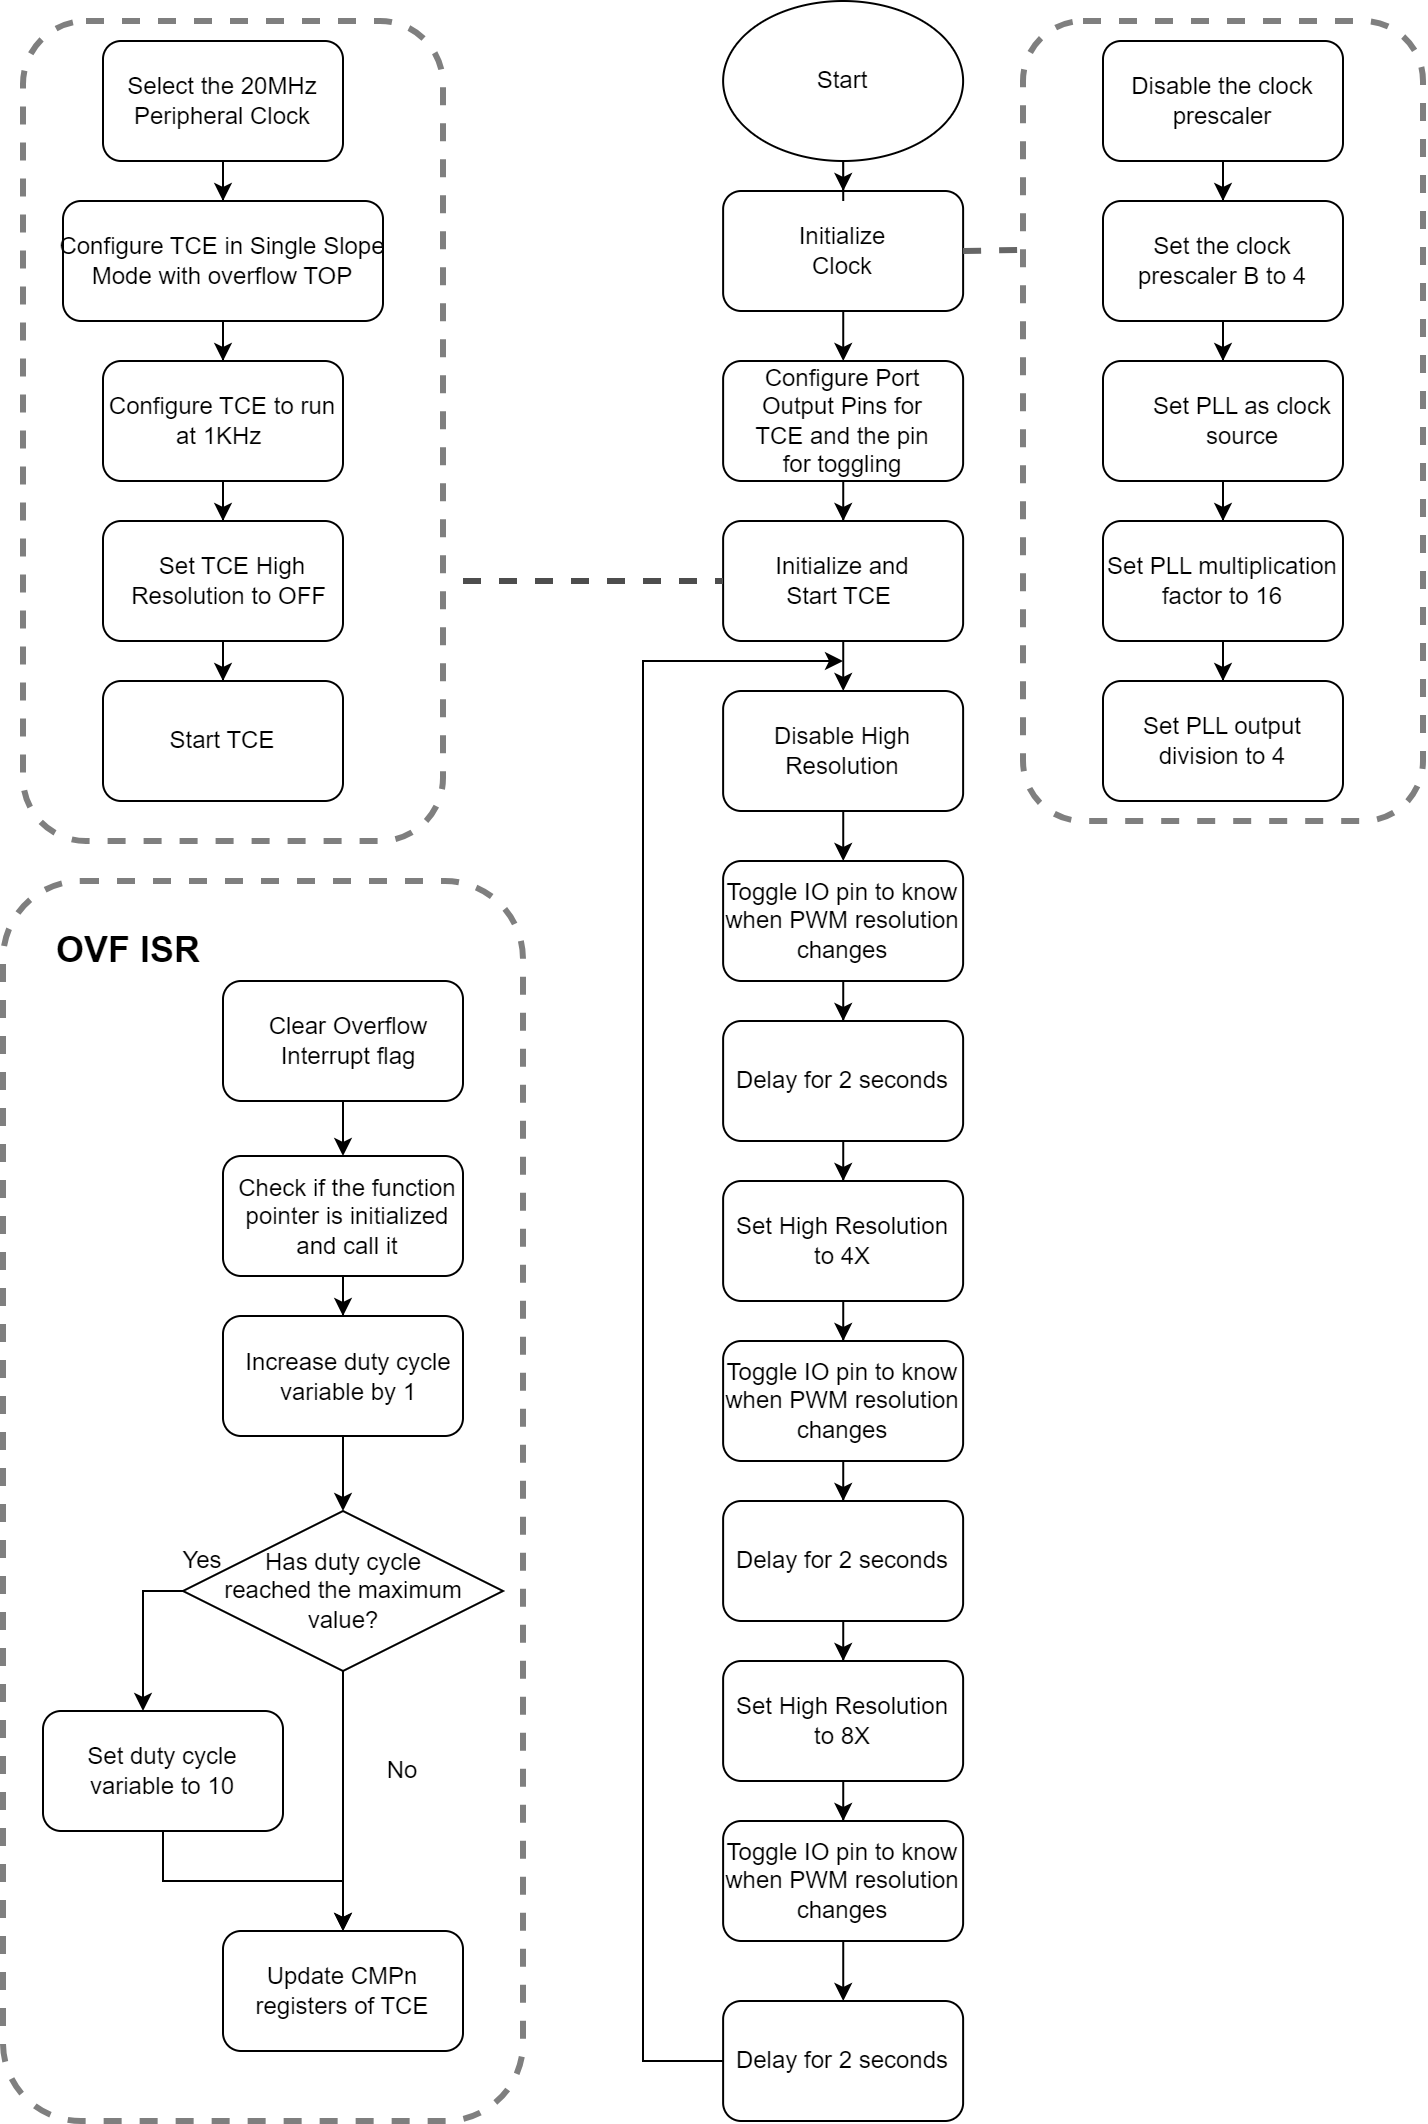 Select the 20MHz
Peripheral Clock
Configure TCE in Single Slope
Mode with overflow TOP
Configure TCE to run
at 1KHz
Set TCE High
Resolution to OFF
Start TCE
Start
Initialize
Clock
Configure Port
Output Pins for
TCE and the pin
for toggling
Initialize and
Start TCE
Disable High
Resolution
Toggle IO pin to know
when PWM resolution
changes
Delay for 2 seconds
Set High Resolution
to 4X
Toggle IO pin to know
when PWM resolution
changes
Delay for 2 seconds
Set High Resolution
to 8X
Toggle IO pin to know
when PWM resolution
changes
Delay for 2 seconds
Disable the clock
prescaler
Set the clock
prescaler B to 4
Set PLL as clock
source
Set PLL multiplication
factor to 16
Set PLL output
division to 4
OVF ISR
Clear Overflow
Interrupt flag
Check if the function
pointer is initialized
and call it
Increase duty cycle
variable by 1
Has duty cycle
reached the maximum
value?
Yes
Set duty cycle
variable to 10
No
Update CMPn
registers of TCE